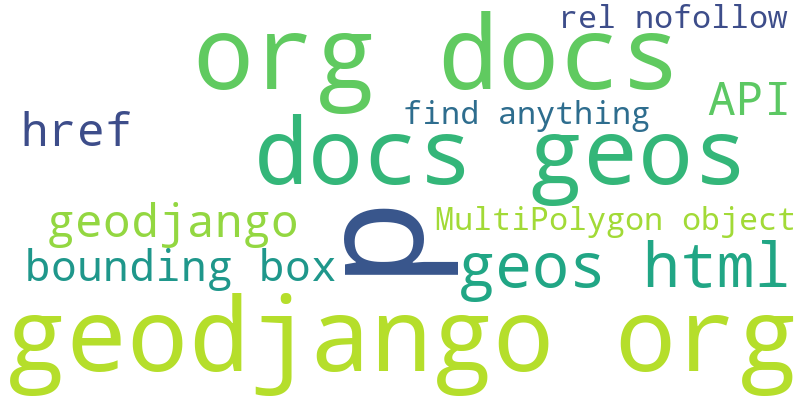 rel nofollow
org docs
API
find anything
href
docs geos
geodjango
MultiPolygon object
p
bounding box
geos html
geodjango org